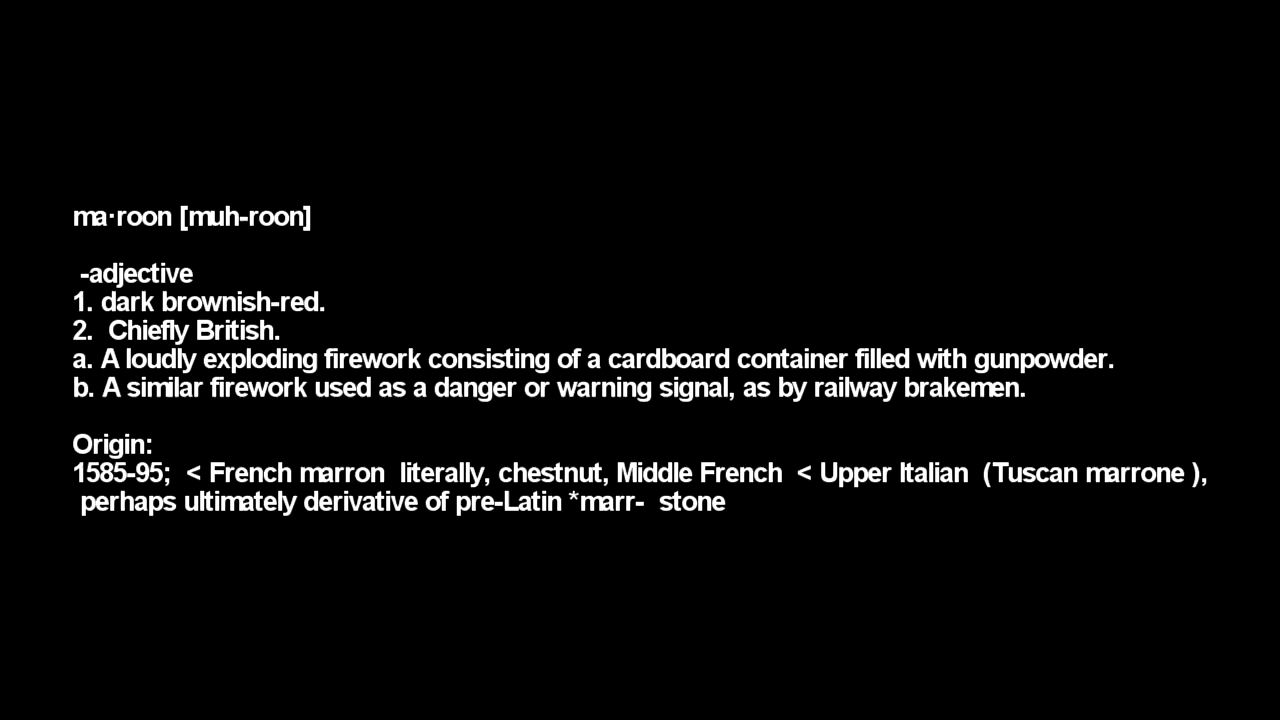 ma·roon [muh-roon]
-adjective
1. dark brownish-red.
2. Chiefly British.
a. A loudly exploding firework consisting of a cardboard container filled with gunpowder.
b. A similar firework used as a danger or warning signal, as by railway brakemen.
Origin:
1585-95; < French marron literally, chestnut, Middle French < Upper Italian (Tuscan marrone ),
perhaps ultimately derivative of pre-Latin *marr- stone